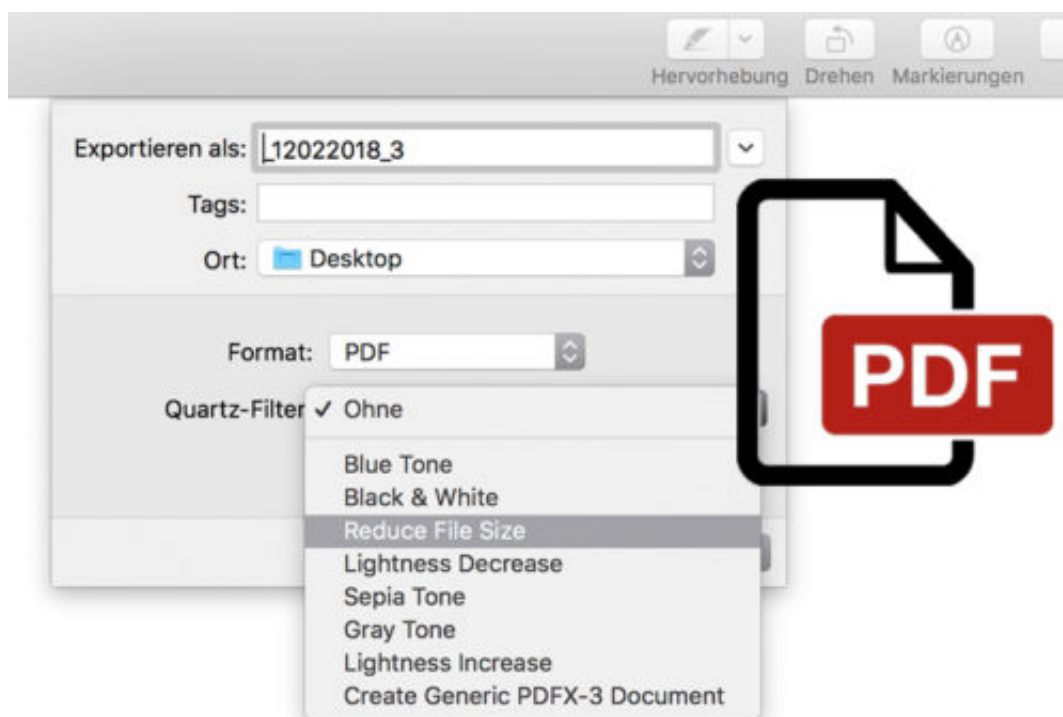 Hervorhebung Drehen Markierungen
Exportieren als: _12022018_3
Tags:
Ort: Desktop
Format: PDF
Quartz-Filter ✓ Ohne
Blue Tone
Black & White
Reduce File Size
Lightness Decrease
Sepia Tone
Gray Tone
Lightness Increase
Create Generic PDFX-3 Document
PDF